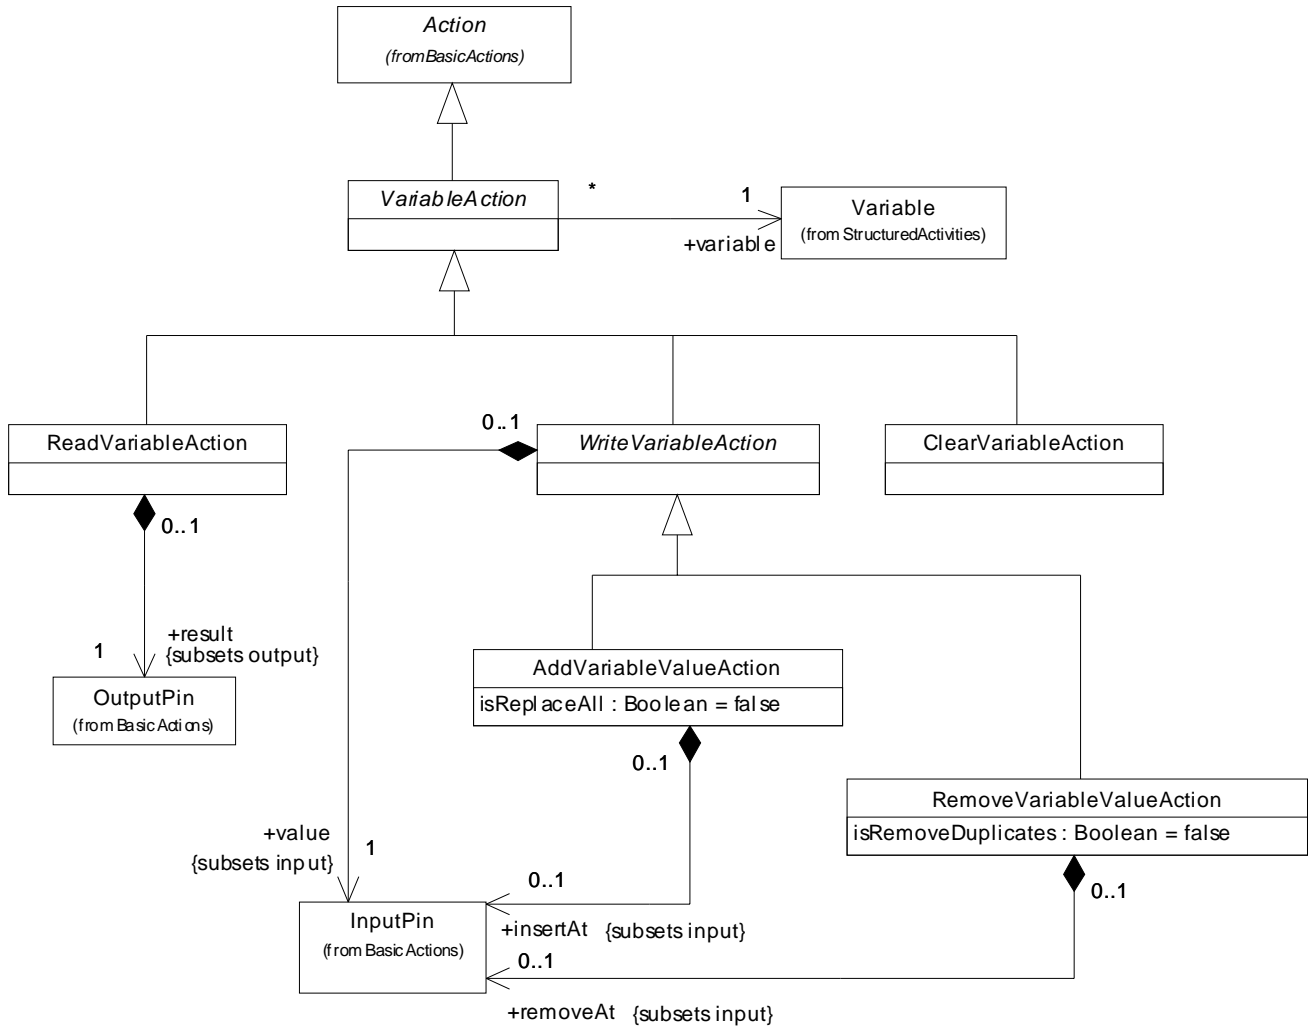 Action
(from BasicActions)
VariableAction
*
1
+variable
Variable
(from StructuredActivities)
ReadVariableAction
0..1
WriteVariableAction
ClearVariableAction
0..1
1
+result
{subsets output}
OutputPin
(from BasicActions)
AddVariableValueAction
isReplaceAll : Boolean = false
0..1
RemoveVariableValueAction
isRemoveDuplicates : Boolean = false
0..1
+value
{subsets input}
1
InputPin
(from BasicActions)
0..1
+insertAt {subsets input}
0..1
+removeAt {subsets input}